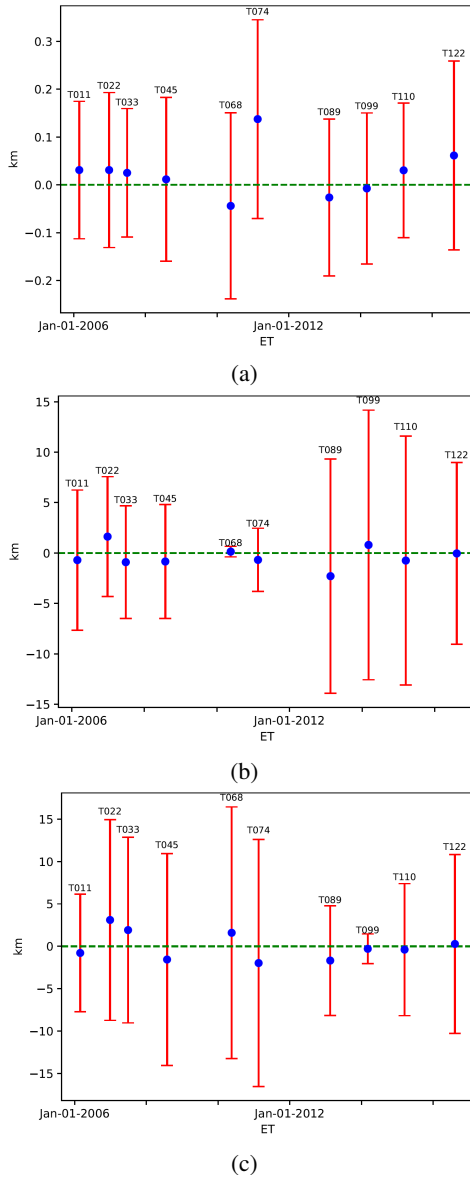 T074
0.3
T122
T022
T011
T045
T110
T033
T099
T068
T089
0.2
0.1
km
0.0
−0.1
−0.2
Jan-01-2006 Jan-01-2012
ET
(a)
15
T099
T110
10
T089
T122
T011 T022
T033 T045
5
T074
T068
km
0
−5
−10
−15
Jan-01-2006 Jan-01-2012
ET
(b)
T068
T022
15
T033
T074
T045
T122
10
T011
T110
T089
5
T099
km
0
−5
−10
−15
Jan-01-2006 Jan-01-2012
ET
(c)